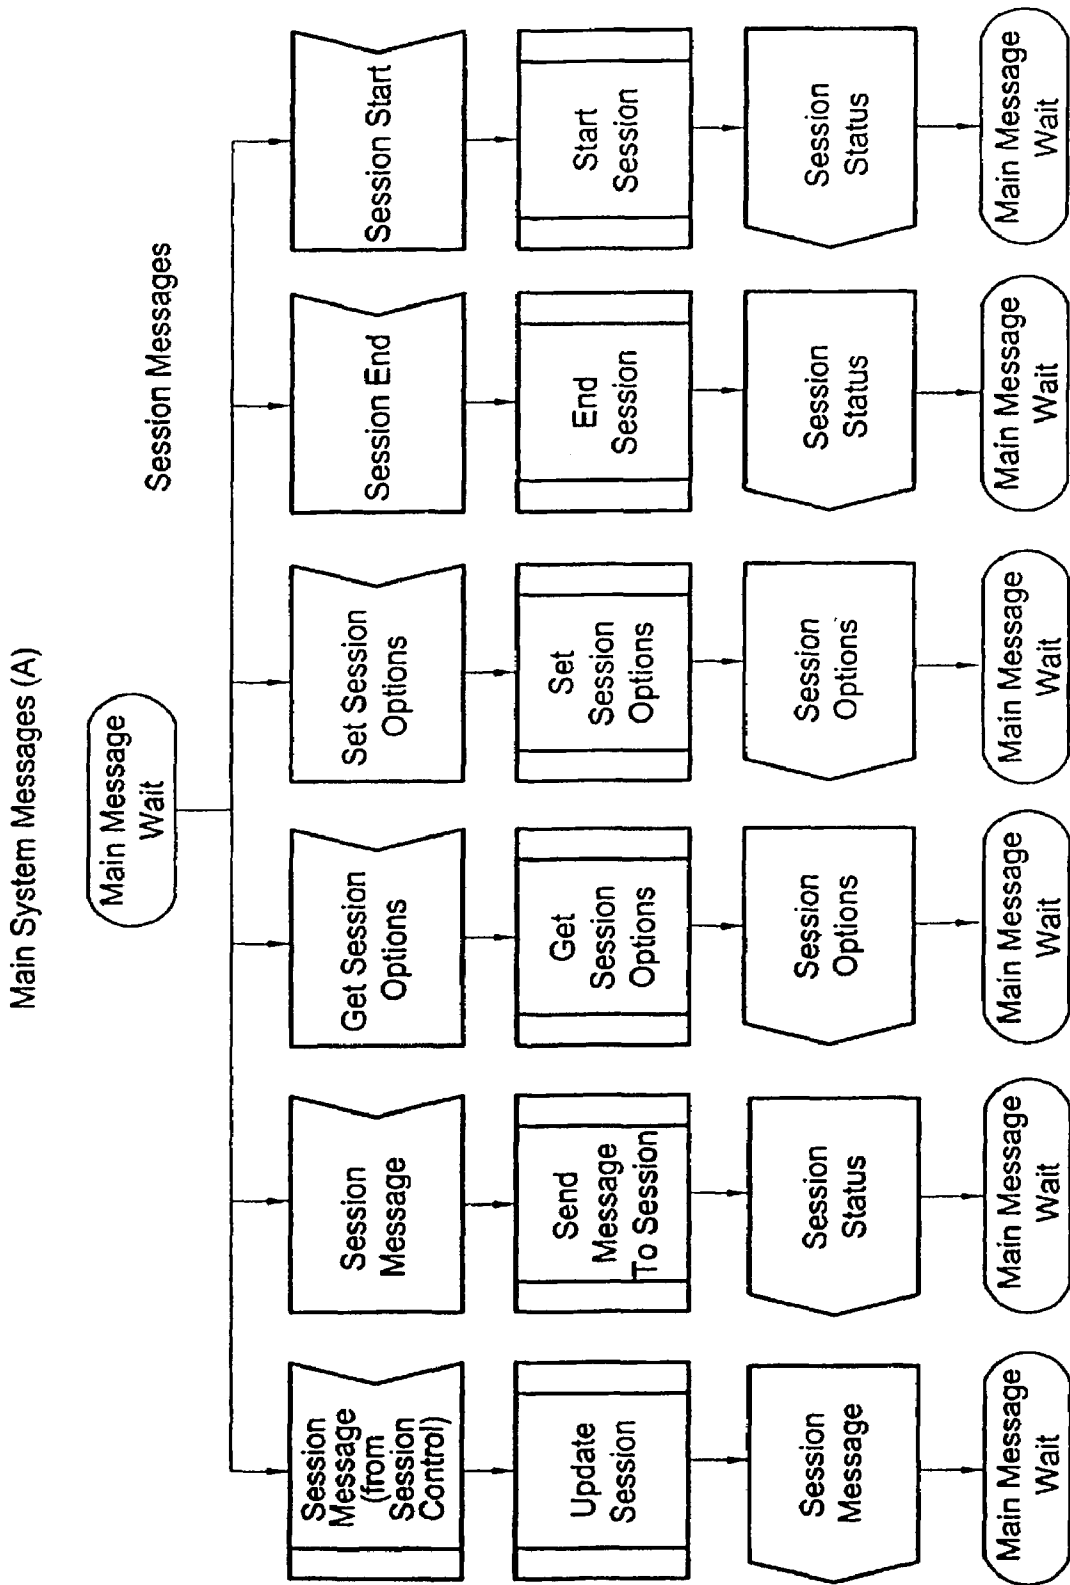 Main System Messages (A)
Main Message
Wait
Session Messages
Session
Message
(from
Session
Control)
Session
Message
Get Session
Options
Set Session
Options
Session End
Session Start
Update
Session
Send
Message
To Session
Get
Session
Options
Set
Session
Options
End
Session
Start
Session
Session
Message
Session
Status
Session
Options
Session
Options
Session
Status
Session
Status
Main Message
Wait
Main Message
Wait
Main Message
Wait
Main Message
Wait
Main Message
Wait
Main Message
Wait